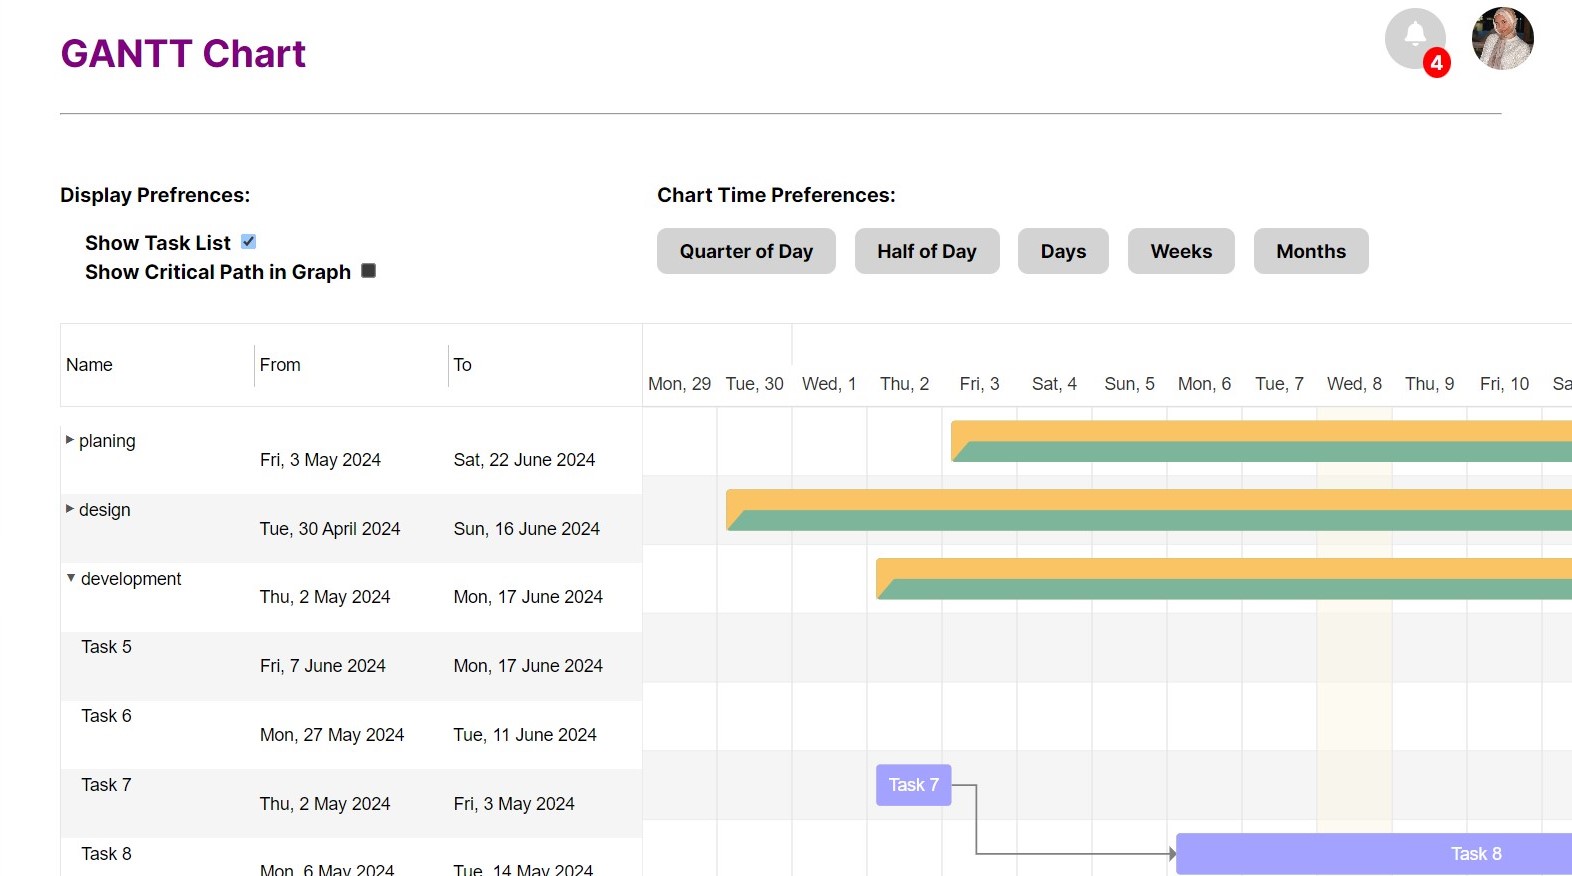 GANTT Chart
4
Display Prefrences:
Chart Time Preferences:
Show Task List
Show Critical Path in Graph
Quarter of Day Half of Day Days Weeks Months
Name From To
Mon, 29 Tue, 30 Wed, 1 Thu, 2 Fri, 3 Sat, 4 Sun, 5 Mon, 6 Tue, 7 Wed, 8 Thu, 9 Fri, 10 Sa
planing
Fri, 3 May 2024 Sat, 22 June 2024
design
Tue, 30 April 2024 Sun, 16 June 2024
development
Thu, 2 May 2024 Mon, 17 June 2024
Task 5
Fri, 7 June 2024 Mon, 17 June 2024
Task 6
Mon, 27 May 2024 Tue, 11 June 2024
Task 7 Task 7
Thu, 2 May 2024 Fri, 3 May 2024
Task 8 Task 8
Mon, 6 May 2024 Tue, 14 May 2024